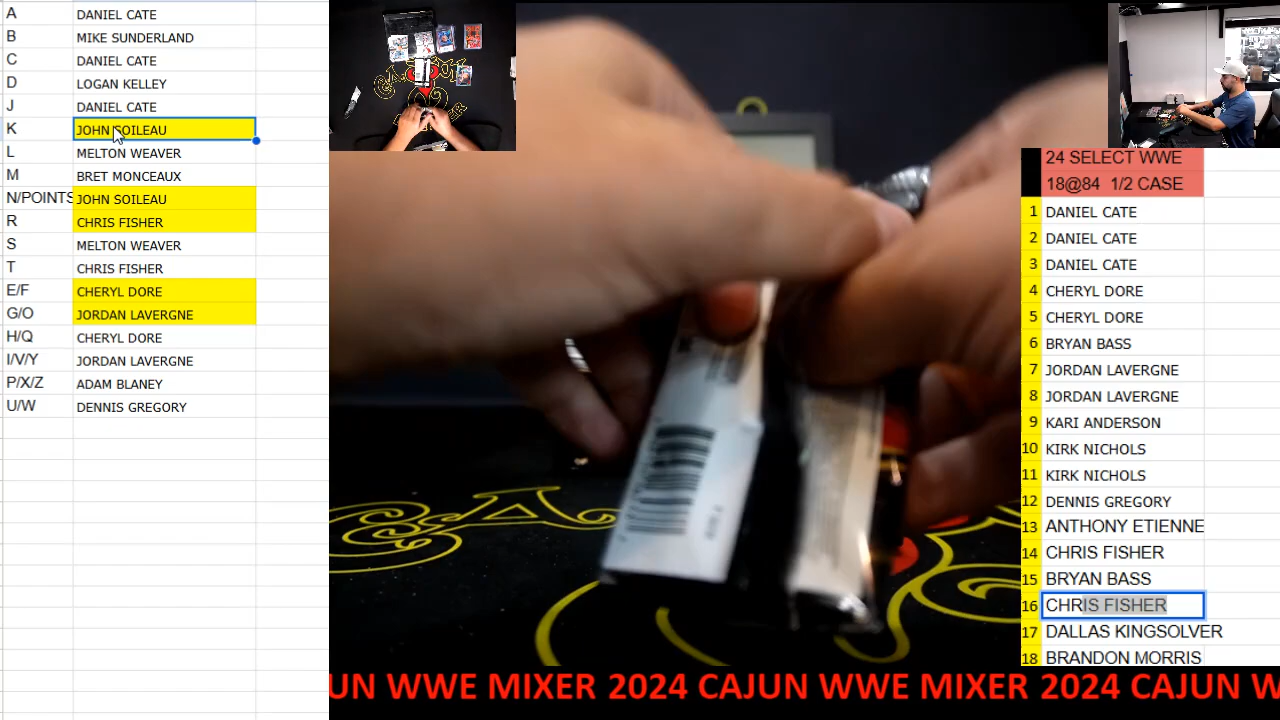 A DANIEL CATE
B MIKE SUNDERLAND
C DANIEL CATE
D LOGAN KELLEY
J DANIEL CATE
K JOHN SOILEAU
L MELTON WEAVER
M BRET MONCEAUX
N/POINTS JOHN SOILEAU
R CHRIS FISHER
S MELTON WEAVER
T CHRIS FISHER
E/F CHERYL DORE
G/O JORDAN LAVERGNE
H/Q CHERYL DORE
I/V/Y JORDAN LAVERGNE
P/X/Z ADAM BLANEY
U/W DENNIS GREGORY
24 SELECT WWE
18@84 1/2 CASE
1 DANIEL CATE
2 DANIEL CATE
3 DANIEL CATE
4 CHERYL DORE
5 CHERYL DORE
6 BRYAN BASS
7 JORDAN LAVERGNE
8 JORDAN LAVERGNE
9 KARI ANDERSON
10 KIRK NICHOLS
11 KIRK NICHOLS
12 DENNIS GREGORY
13 ANTHONY ETIENNE
14 CHRIS FISHER
15 BRYAN BASS
16 CHRIS FISHER
17 DALLAS KINGSOLVER
18 BRANDON MORRIS
UN WWE MIXER 2024 CAJUN WWE MIXER 2024 CAJUN W